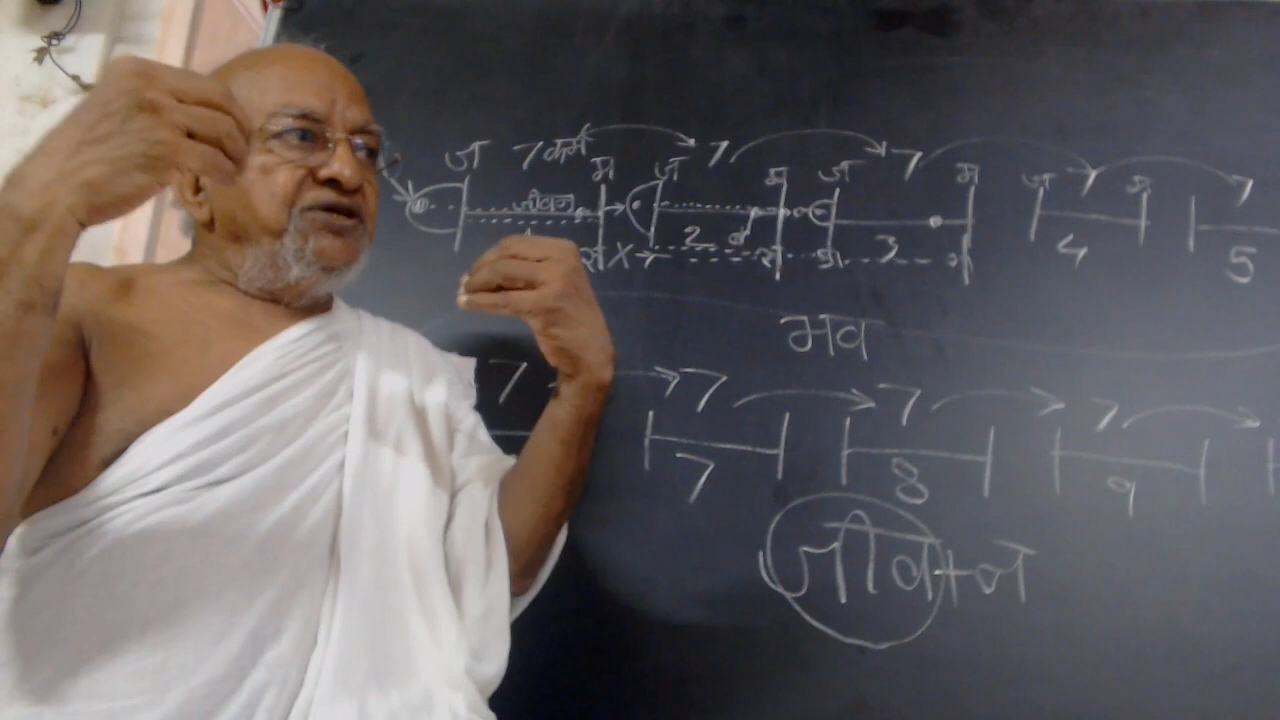 ज 7 कर्म म ज 7 म ज 7 म ज 7 म 7
जीवन
1 2 3 4 5
भव
7 7 7 7
7 8 9
जीव + न